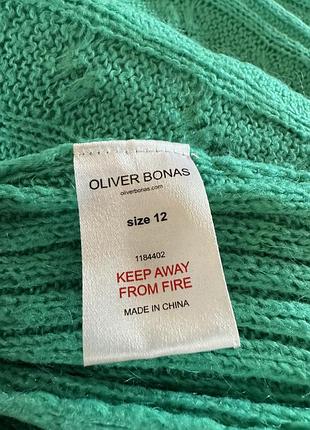 OLIVER BONAS
oliverbonas.com
size 12
1184402
KEEP AWAY
FROM FIRE
MADE IN CHINA